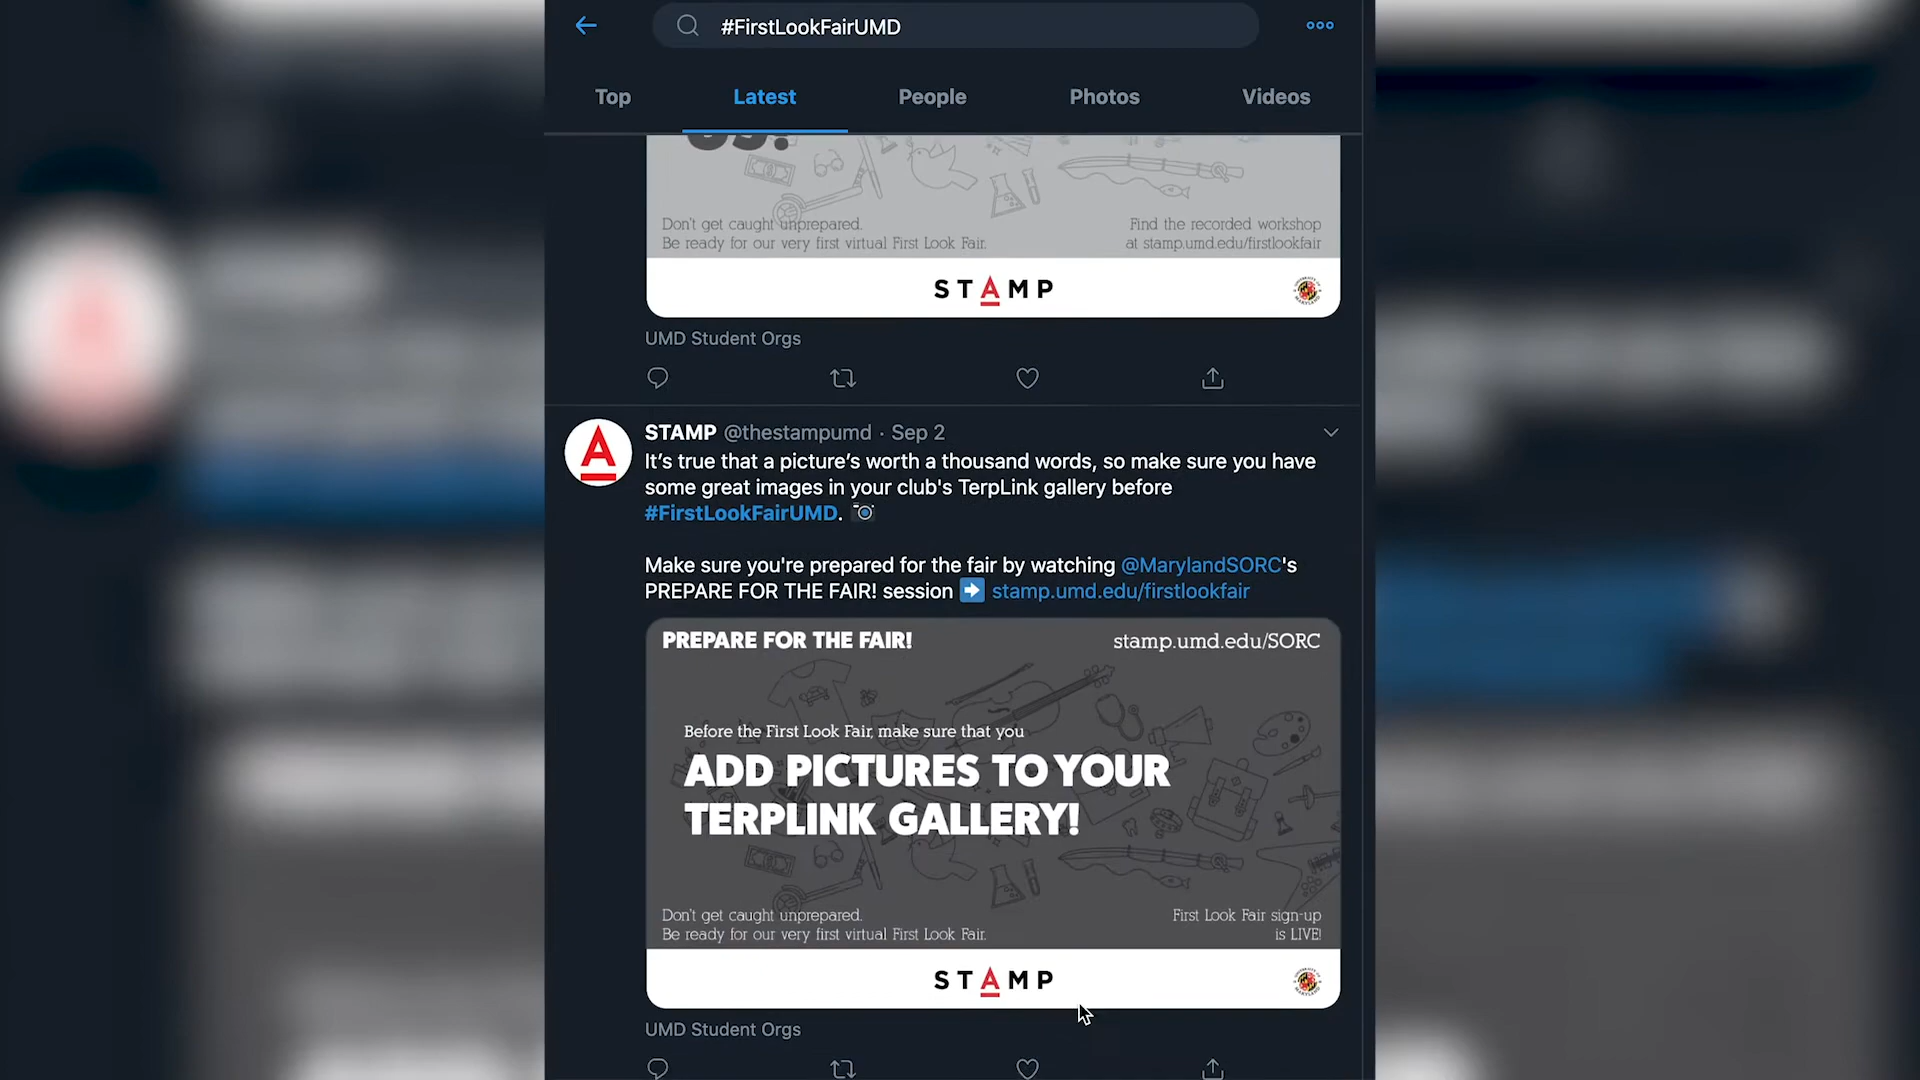 #FirstLookFairUMD
Top Latest People Photos Videos
Don't get caught unprepared.
Be ready for our very first virtual First Look Fair.
Find the recorded workshop
at stamp.umd.edu/firstlookfair
STAMP
UMD Student Orgs
STAMP @thestampumd · Sep 2
It's true that a picture's worth a thousand words, so make sure you have
some great images in your club's TerpLink gallery before
#FirstLookFairUMD. 📷
Make sure you're prepared for the fair by watching @MarylandSORC's
PREPARE FOR THE FAIR! session ➡️ stamp.umd.edu/firstlookfair
PREPARE FOR THE FAIR!
stamp.umd.edu/SORC
Before the First Look Fair, make sure that you
ADD PICTURES TO YOUR
TERPLINK GALLERY!
Don't get caught unprepared.
Be ready for our very first virtual First Look Fair.
First Look Fair sign-up
is LIVE!
STAMP
UMD Student Orgs